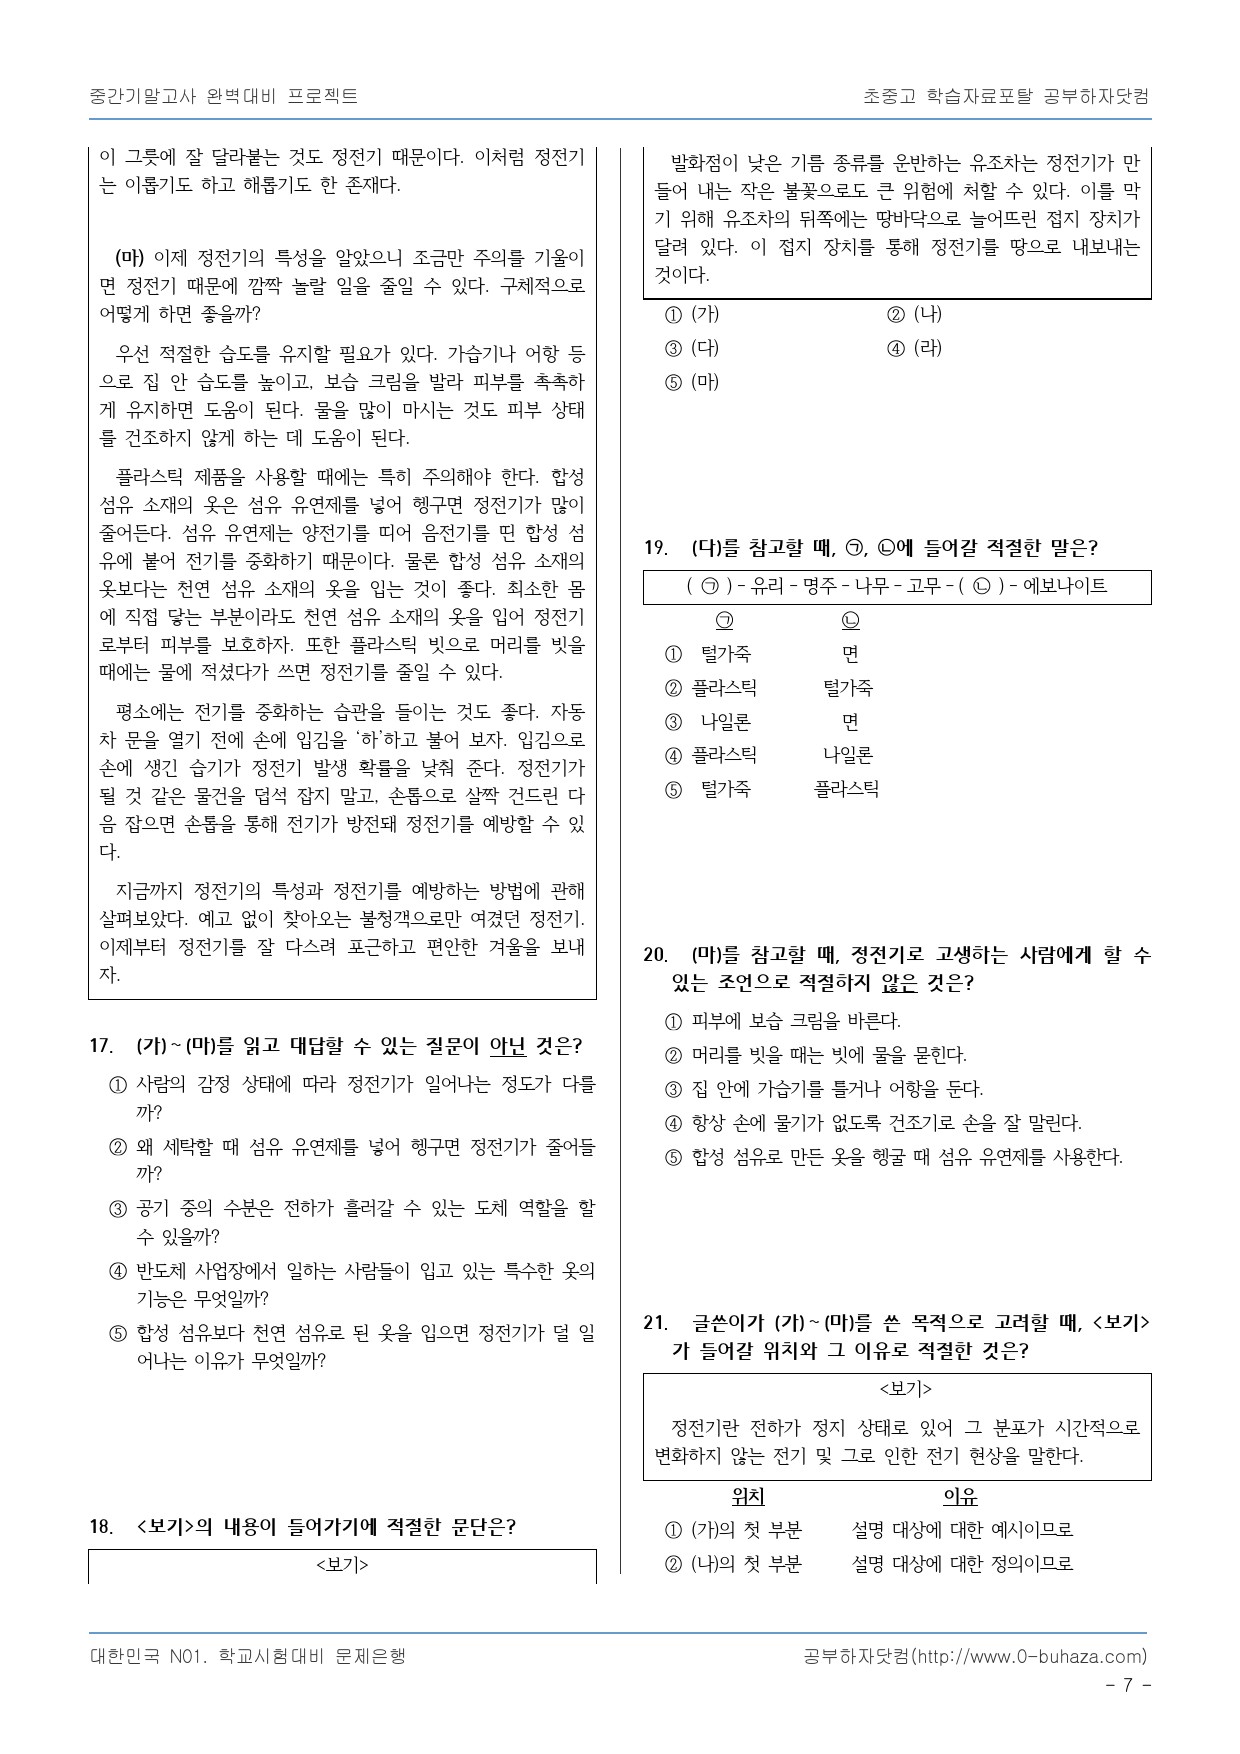 중간기말고사 완벽대비 프로젝트
초중고 학습자료포탈 공부하자닷컴
이 그릇에 잘 달라붙는 것도 정전기 때문이다. 이처럼 정전기
는 이롭기도 하고 해롭기도 한 존재다.
(마) 이제 정전기의 특성을 알았으니 조금만 주의를 기울이
면 정전기 때문에 깜짝 놀랄 일을 줄일 수 있다. 구체적으로
어떻게 하면 좋을까?
우선 적절한 습도를 유지할 필요가 있다. 가습기나 어항 등
으로 집 안 습도를 높이고, 보습 크림을 발라 피부를 촉촉하
게 유지하면 도움이 된다. 물을 많이 마시는 것도 피부 상태
를 건조하지 않게 하는 데 도움이 된다.
플라스틱 제품을 사용할 때에는 특히 주의해야 한다. 합성
섬유 소재의 옷은 섬유 유연제를 넣어 헹구면 정전기가 많이
줄어든다. 섬유 유연제는 양전기를 띠어 음전기를 띤 합성 섬
유에 붙어 전기를 중화하기 때문이다. 물론 합성 섬유 소재의
옷보다는 천연 섬유 소재의 옷을 입는 것이 좋다. 최소한 몸
에 직접 닿는 부분이라도 천연 섬유 소재의 옷을 입어 정전기
로부터 피부를 보호하자. 또한 플라스틱 빗으로 머리를 빗을
때에는 물에 적셨다가 쓰면 정전기를 줄일 수 있다.
평소에는 전기를 중화하는 습관을 들이는 것도 좋다. 자동
차 문을 열기 전에 손에 입김을 ‘하’하고 불어 보자. 입김으로
손에 생긴 습기가 정전기 발생 확률을 낮춰 준다. 정전기가
될 것 같은 물건을 덥석 잡지 말고, 손톱으로 살짝 건드린 다
음 잡으면 손톱을 통해 전기가 방전돼 정전기를 예방할 수 있
다.
지금까지 정전기의 특성과 정전기를 예방하는 방법에 관해
살펴보았다. 예고 없이 찾아오는 불청객으로만 여겼던 정전기.
이제부터 정전기를 잘 다스려 포근하고 편안한 겨울을 보내
자.
17. (가)~(마)를 읽고 대답할 수 있는 질문이 아닌 것은?
① 사람의 감정 상태에 따라 정전기가 일어나는 정도가 다를
까?
② 왜 세탁할 때 섬유 유연제를 넣어 헹구면 정전기가 줄어들
까?
③ 공기 중의 수분은 전하가 흘러갈 수 있는 도체 역할을 할
수 있을까?
④ 반도체 사업장에서 일하는 사람들이 입고 있는 특수한 옷의
기능은 무엇일까?
⑤ 합성 섬유보다 천연 섬유로 된 옷을 입으면 정전기가 덜 일
어나는 이유가 무엇일까?
18. <보기>의 내용이 들어가기에 적절한 문단은?
<보기>
발화점이 낮은 기름 종류를 운반하는 유조차는 정전기가 만
들어 내는 작은 불꽃으로도 큰 위험에 처할 수 있다. 이를 막
기 위해 유조차의 뒤쪽에는 땅바닥으로 늘어뜨린 접지 장치가
달려 있다. 이 접지 장치를 통해 정전기를 땅으로 내보내는
것이다.
① (가) ② (나)
③ (다) ④ (라)
⑤ (마)
19. (다)를 참고할 때, ㉠, ㉡에 들어갈 적절한 말은?
( ㉠ ) - 유리 - 명주 - 나무 - 고무 - ( ㉡ ) - 에보나이트
㉠ ㉡
① 털가죽 면
② 플라스틱 털가죽
③ 나일론 면
④ 플라스틱 나일론
⑤ 털가죽 플라스틱
20. (마)를 참고할 때, 정전기로 고생하는 사람에게 할 수
있는 조언으로 적절하지 않은 것은?
① 피부에 보습 크림을 바른다.
② 머리를 빗을 때는 빗에 물을 묻힌다.
③ 집 안에 가습기를 틀거나 어항을 둔다.
④ 항상 손에 물기가 없도록 건조기로 손을 잘 말린다.
⑤ 합성 섬유로 만든 옷을 헹굴 때 섬유 유연제를 사용한다.
21. 글쓴이가 (가)~(마)를 쓴 목적으로 고려할 때, <보기>
가 들어갈 위치와 그 이유로 적절한 것은?
<보기>
정전기란 전하가 정지 상태로 있어 그 분포가 시간적으로
변화하지 않는 전기 및 그로 인한 전기 현상을 말한다.
위치 이유
① (가)의 첫 부분 설명 대상에 대한 예시이므로
② (나)의 첫 부분 설명 대상에 대한 정의이므로
대한민국 N01. 학교시험대비 문제은행
공부하자닷컴(http://www.0-buhaza.com)
- 7 -